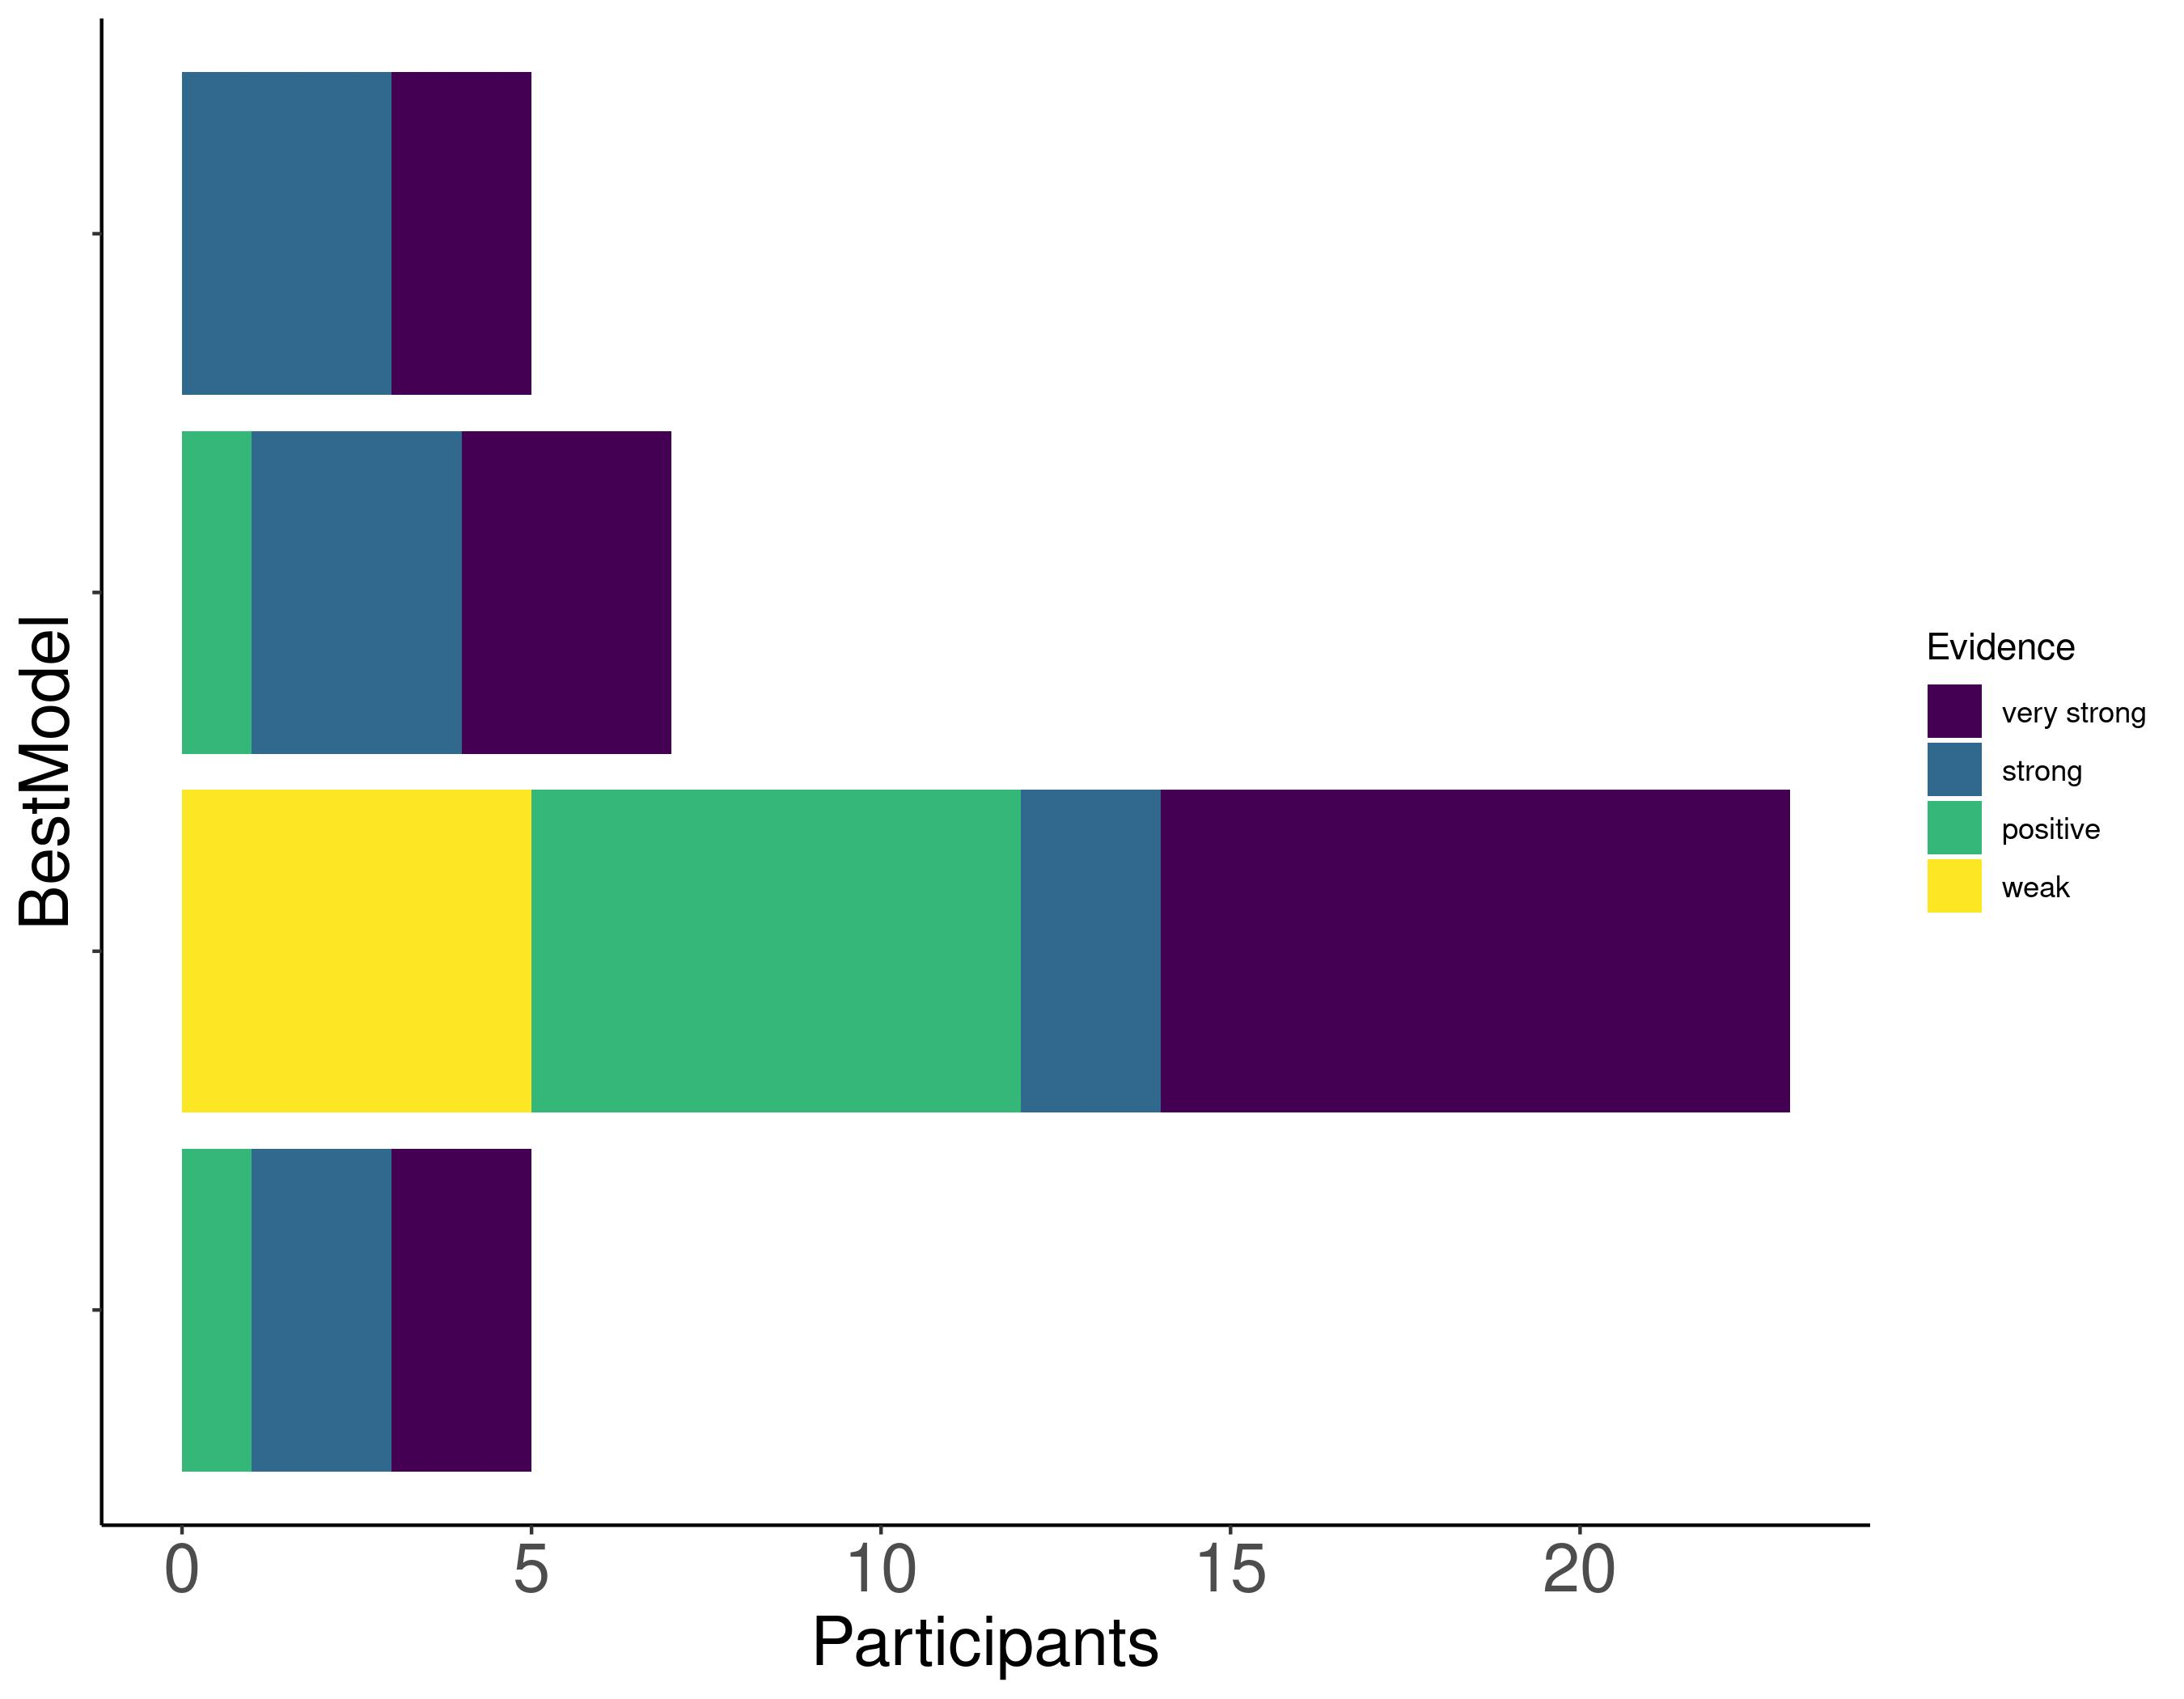 BestModel
Evidence
very strong
strong
positive
weak
0 5 10 15 20
Participants